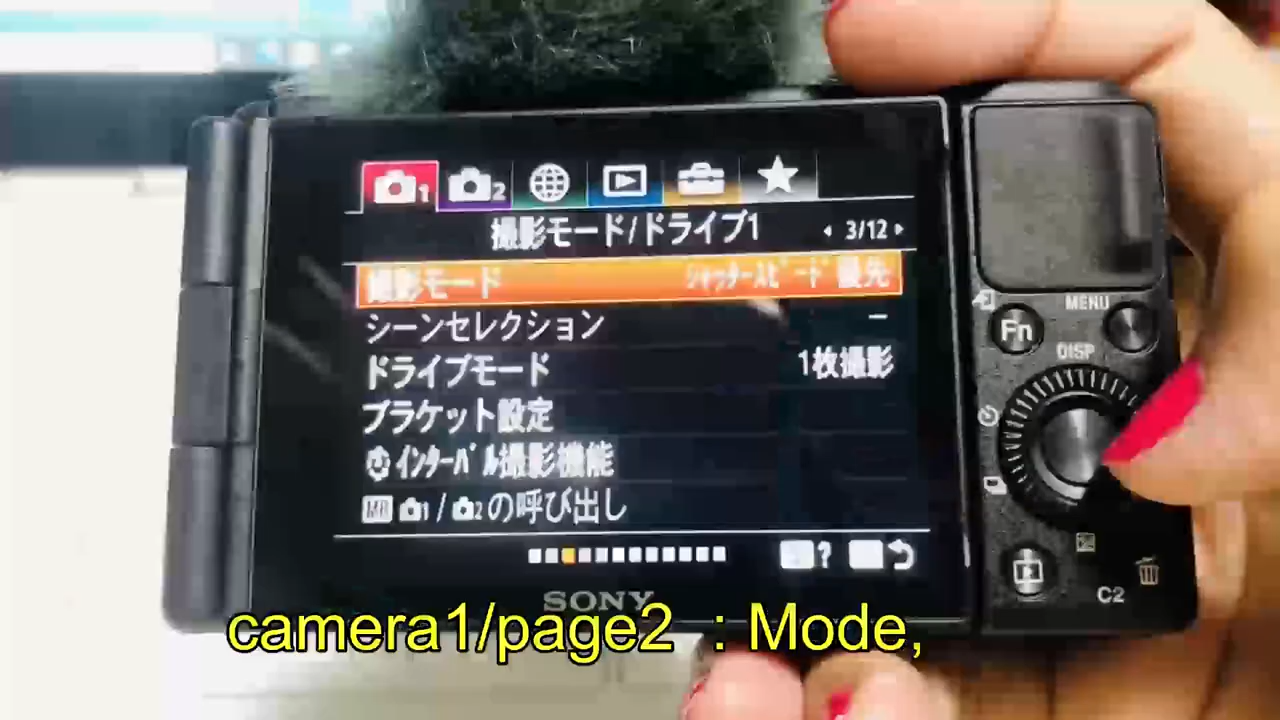 1 2
撮影モード/ドライブ1 3/12
撮影モード シャッタースピード優先
シーンセレクション −
ドライブモード 1枚撮影
ブラケット設定
インターバル撮影機能
MR 1 / 2 の呼び出し
?
SONY
Fn
MENU
DISP
C2
camera1/page2 : Mode,